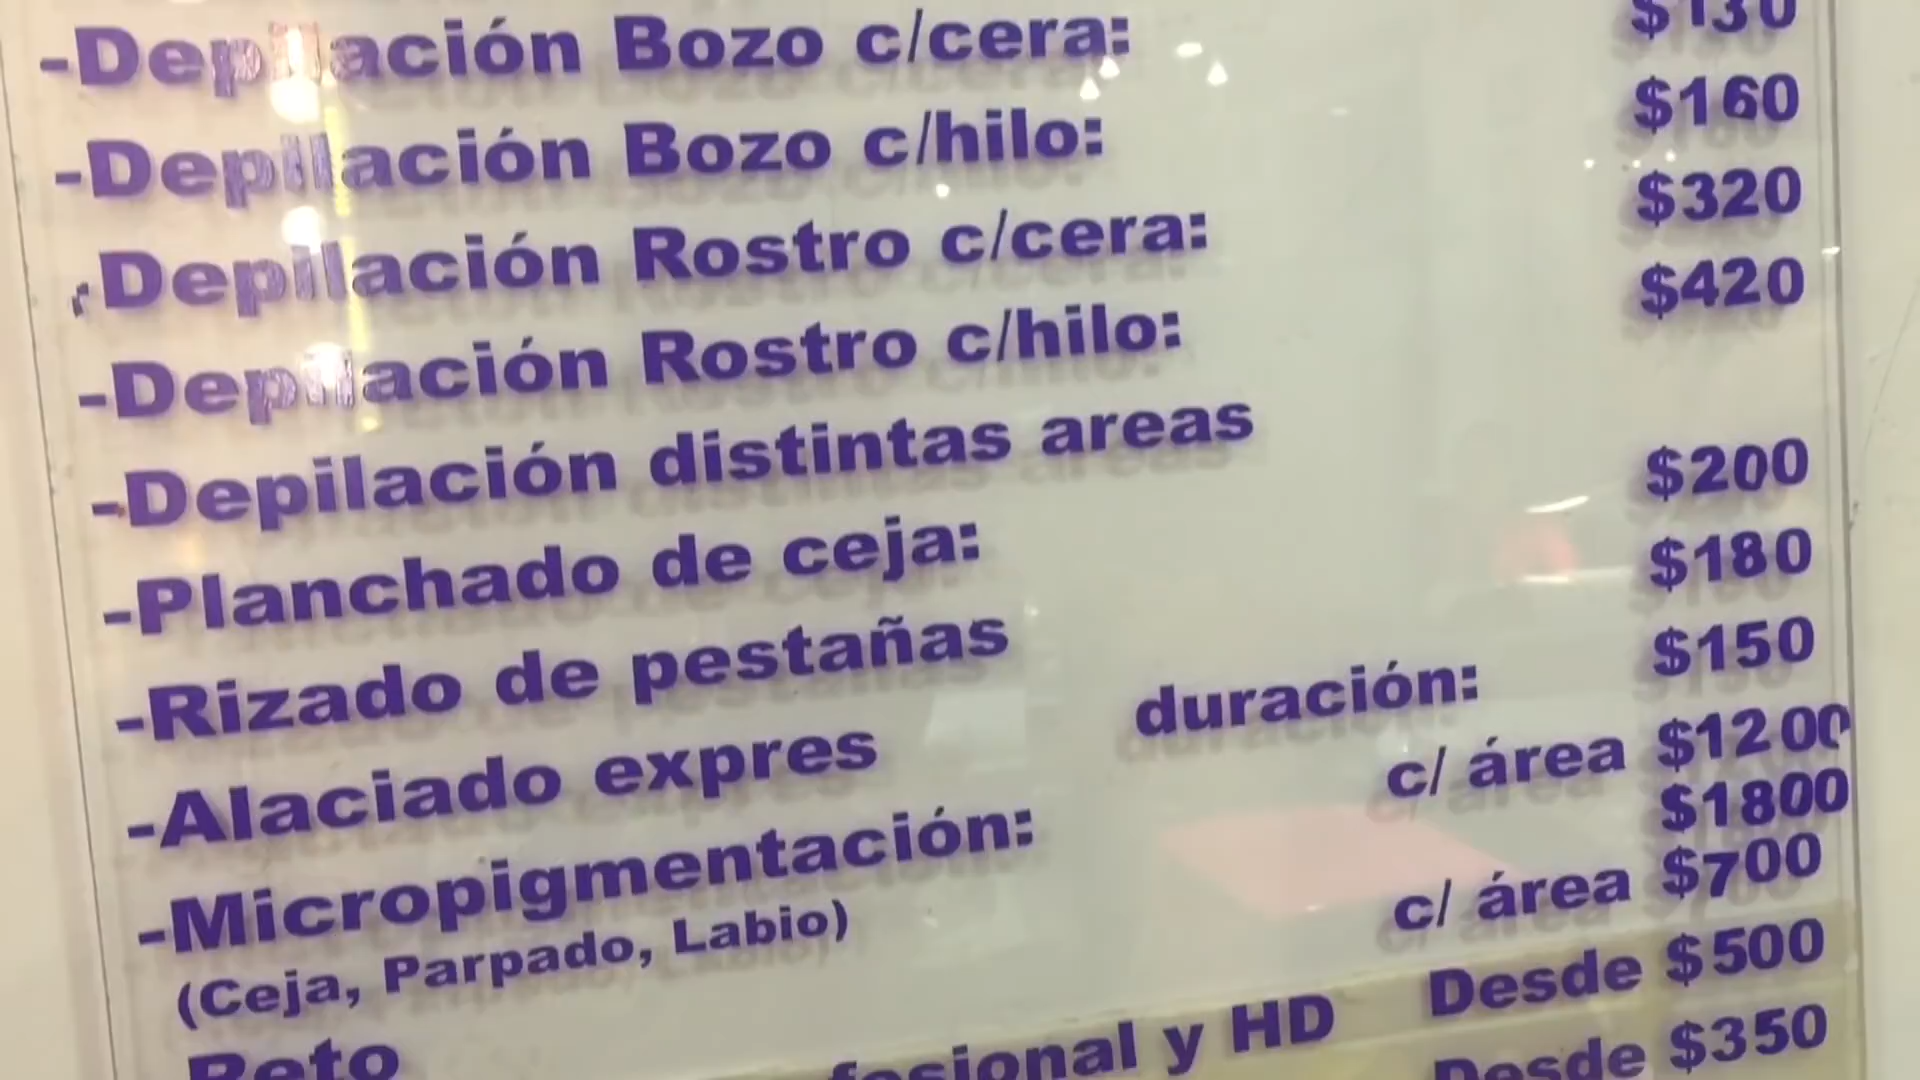 -Depilación Bozo c/cera: $130
-Depilación Bozo c/hilo: $160
-Depilación Rostro c/cera: $320
-Depilación Rostro c/hilo: $420
-Depilación distintas areas
-Planchado de ceja: $200
-Rizado de pestañas $180
-Alaciado expres duración: $150
-Micropigmentación: c/ área $1200
$1800
(Ceja, Parpado, Labio) c/ área $700
Desde $500
y HD Desde $350